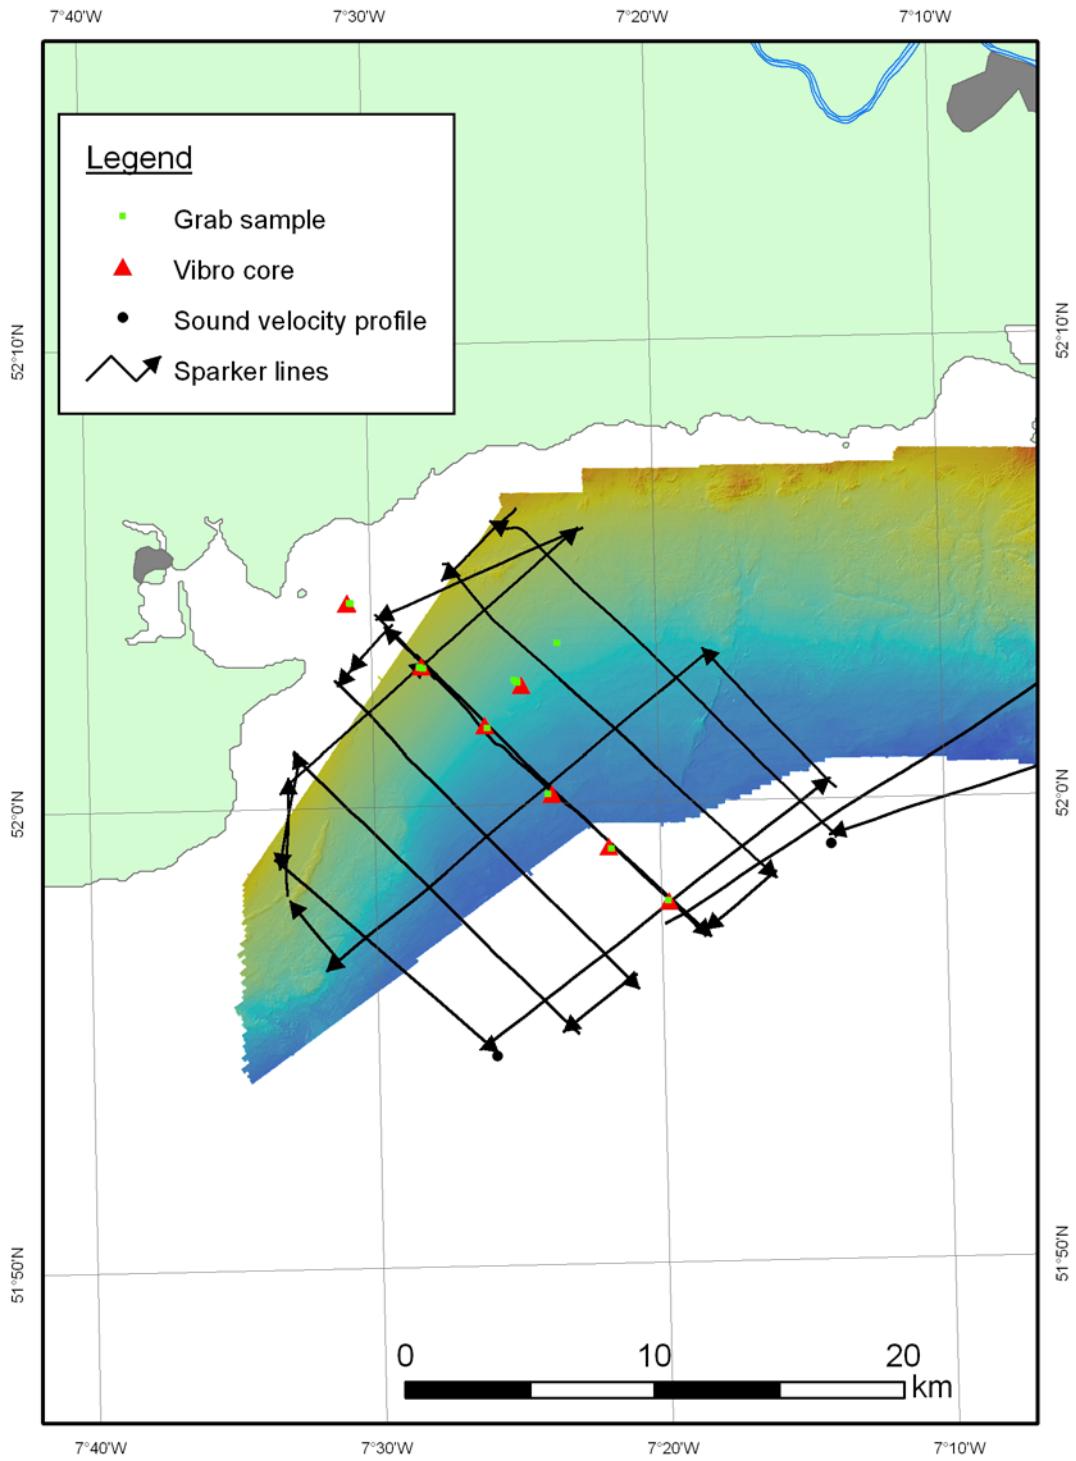 7°40'W 7°30'W 7°20'W 7°10'W
Legend
Grab sample
Vibro core
Sound velocity profile
Sparker lines
52°10'N 52°10'N
52°0'N 52°0'N
51°50'N 51°50'N
0 10 20
km
7°40'W 7°30'W 7°20'W 7°10'W